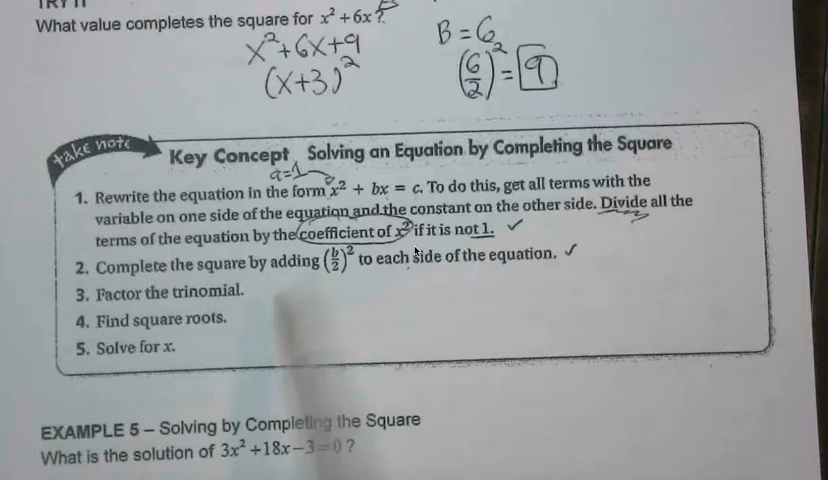 TRY IT
What value completes the square for x² + 6x ?
x²+6x+9
(x+3)²
B = 6
(6/2)² = 9
take note
Key Concept Solving an Equation by Completing the Square
a=1
1. Rewrite the equation in the form x² + bx = c. To do this, get all terms with the
variable on one side of the equation and the constant on the other side. Divide all the
terms of the equation by the coefficient of x² if it is not 1. ✓
2. Complete the square by adding (b/2)² to each side of the equation. ✓
3. Factor the trinomial.
4. Find square roots.
5. Solve for x.
EXAMPLE 5 – Solving by Completing the Square
What is the solution of 3x² +18x−3=0 ?